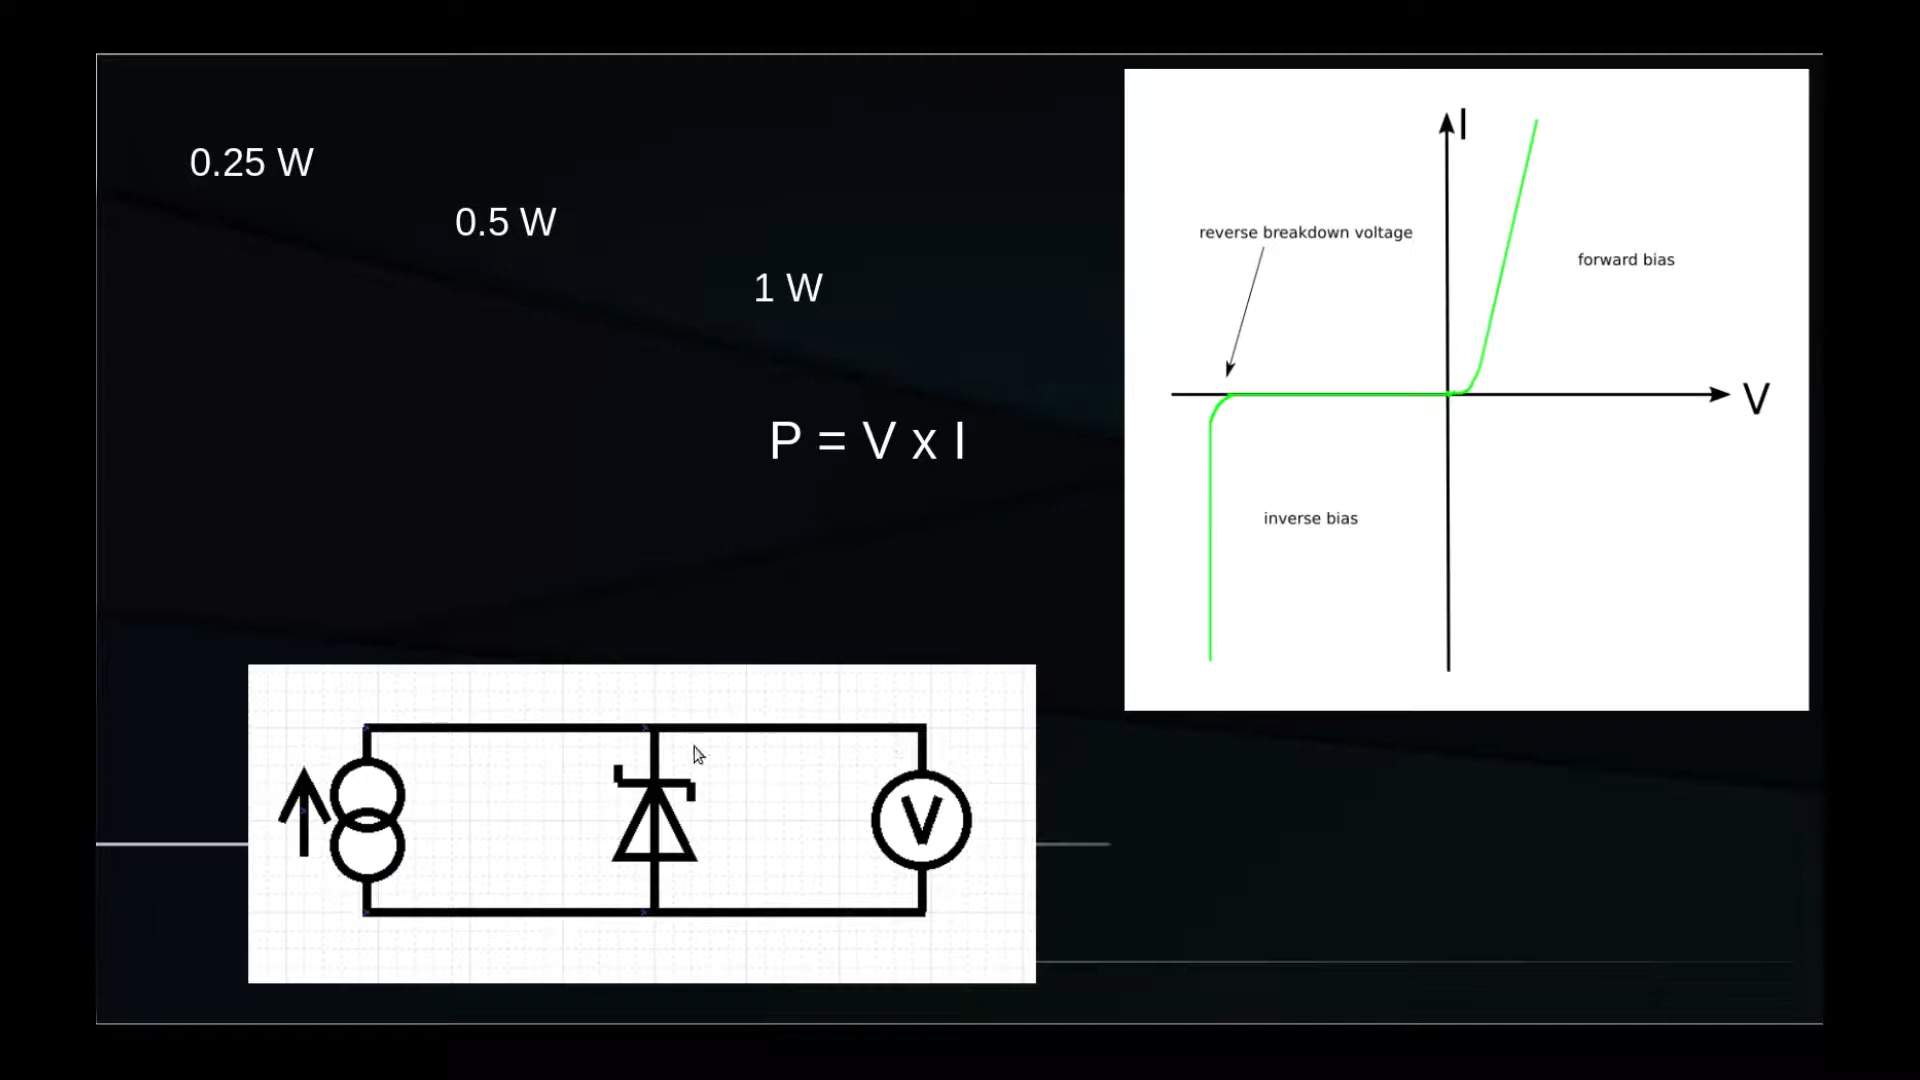 0.25 W
0.5 W
1 W
P = V x I
I
reverse breakdown voltage
forward bias
V
inverse bias
V